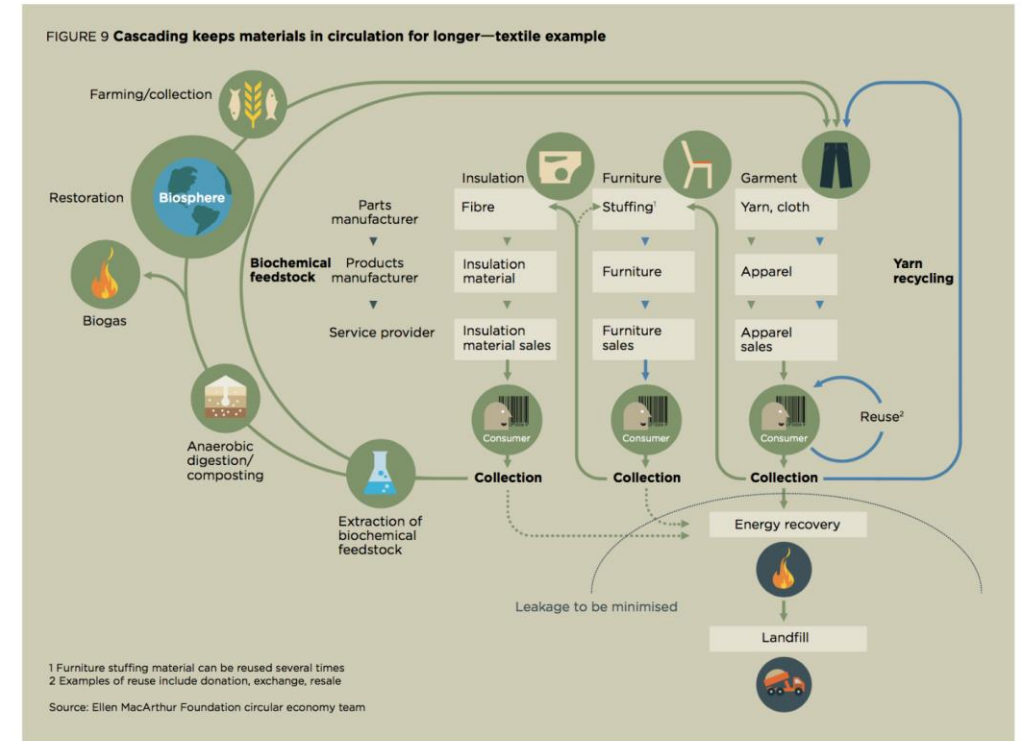 FIGURE 9 Cascading keeps materials in circulation for longer—textile example
Farming/collection
Restoration
Biosphere
Biogas
Anaerobic
digestion/
composting
Extraction of
biochemical
feedstock
Biochemical
feedstock
Parts
manufacturer
Products
manufacturer
Service provider
Insulation
Fibre
Insulation
material
Insulation
material sales
Consumer
Collection
Furniture
Stuffing¹
Furniture
Furniture
sales
Consumer
Collection
Garment
Yarn, cloth
Apparel
Apparel
sales
Consumer
Collection
Reuse²
Yarn
recycling
Energy recovery
Leakage to be minimised
Landfill
1 Furniture stuffing material can be reused several times
2 Examples of reuse include donation, exchange, resale
Source: Ellen MacArthur Foundation circular economy team